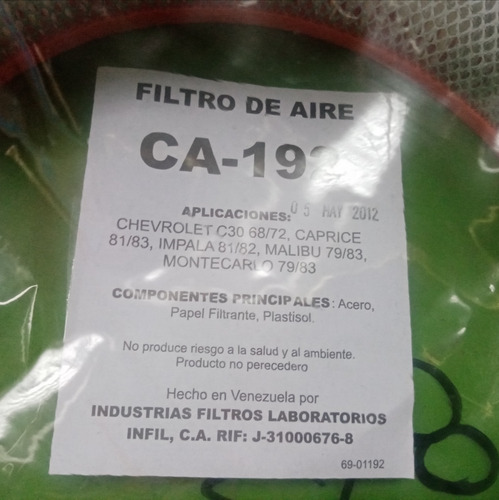 FILTRO DE AIRE
CA-192
APLICACIONES: 05 MAY 2012
CHEVROLET C30 68/72, CAPRICE
81/83, IMPALA 81/82, MALIBU 79/83,
MONTECARLO 79/83
COMPONENTES PRINCIPALES: Acero,
Papel Filtrante, Plastisol.
No produce riesgo a la salud y al ambiente.
Producto no perecedero
Hecho en Venezuela por
INDUSTRIAS FILTROS LABORATORIOS
INFIL, C.A. RIF: J-31000676-8
69-01192